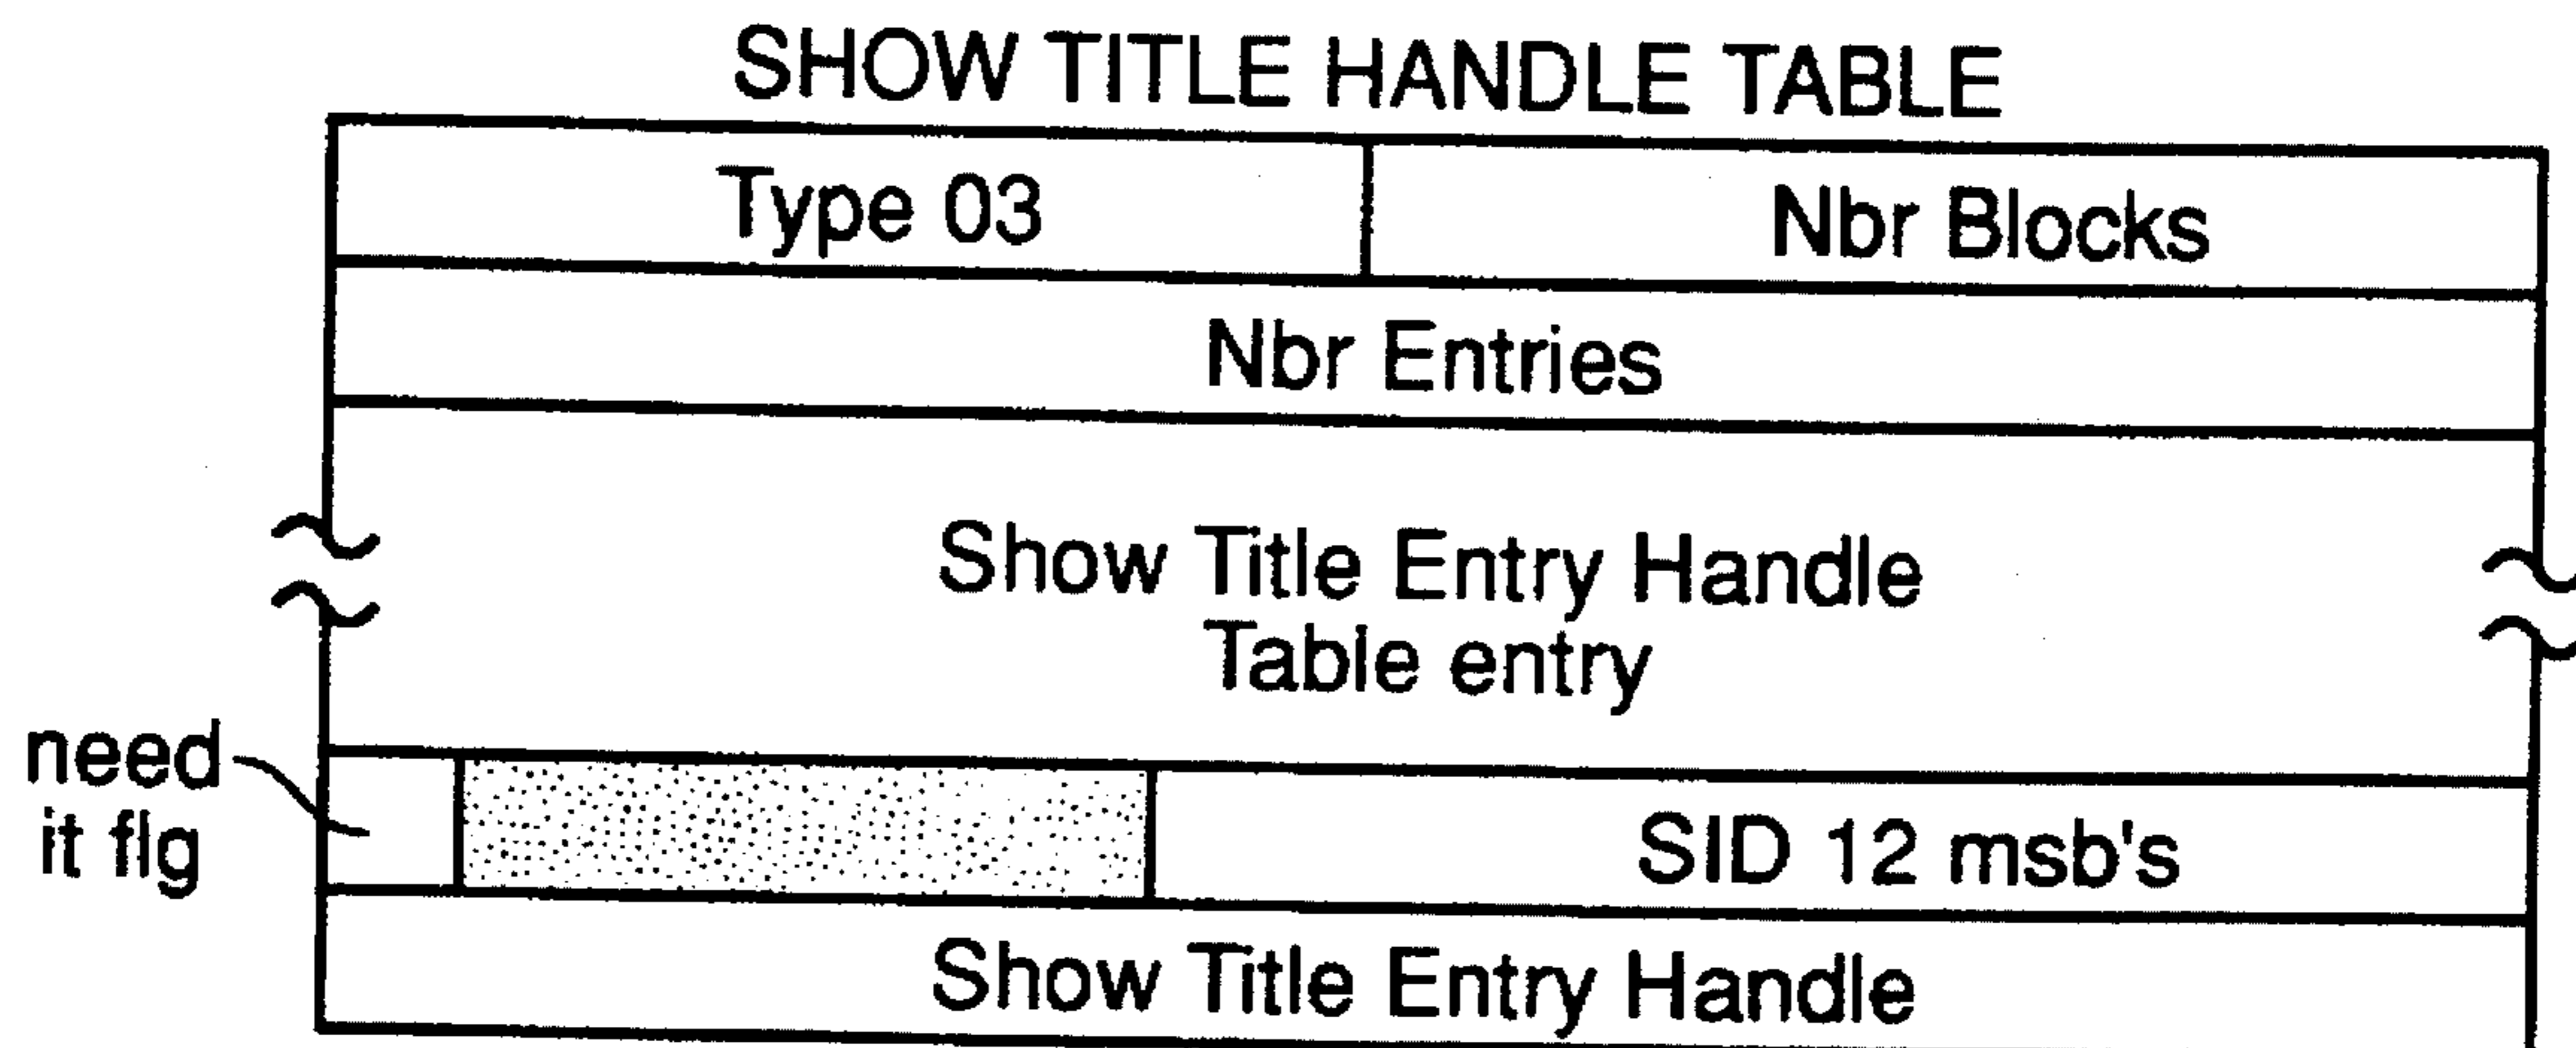 SHOW TITLE HANDLE TABLE
Type 03
Nbr Blocks
Nbr Entries
Show Title Entry Handle
Table entry
need
it flg
SID 12 msb's
Show Title Entry Handle